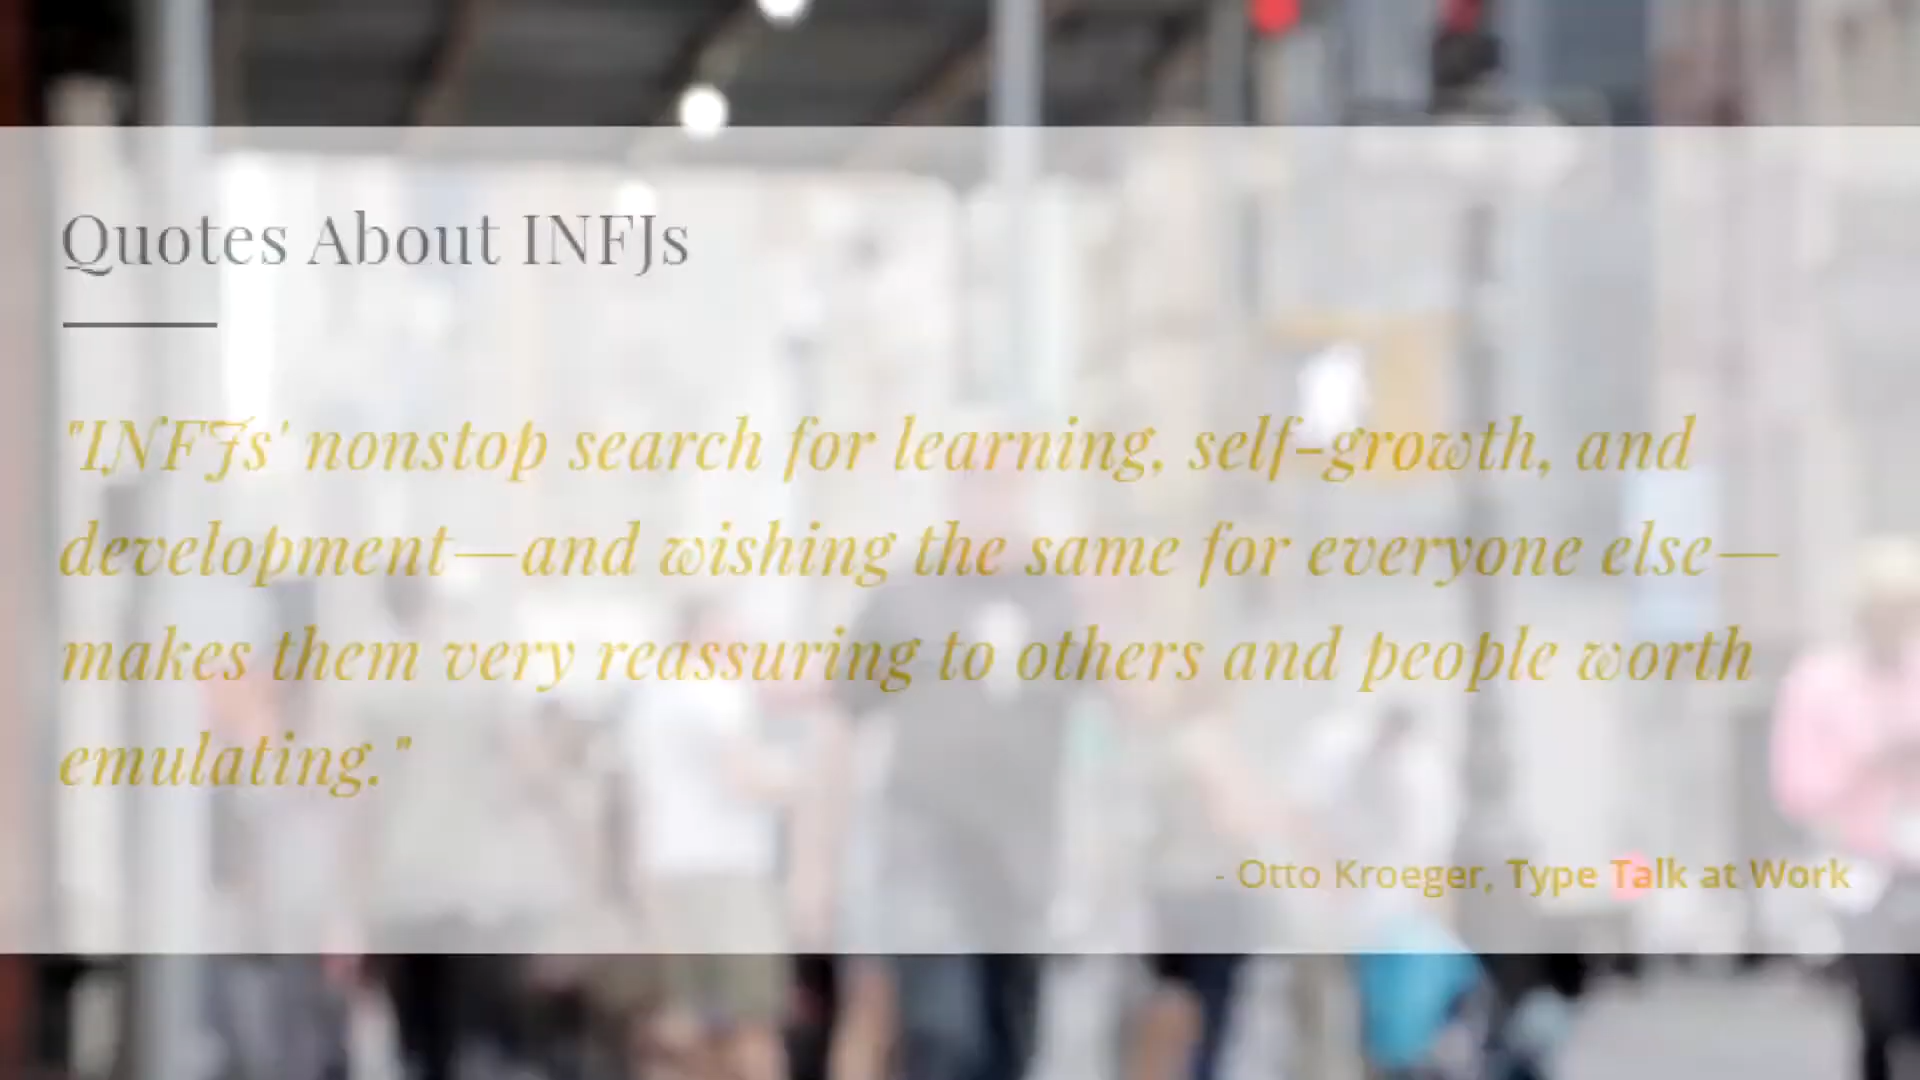 Quotes About INFJs
"INFJs' nonstop search for learning, self-growth, and
development—and wishing the same for everyone else—
makes them very reassuring to others and people worth
emulating."
- Otto Kroeger, Type Talk at Work